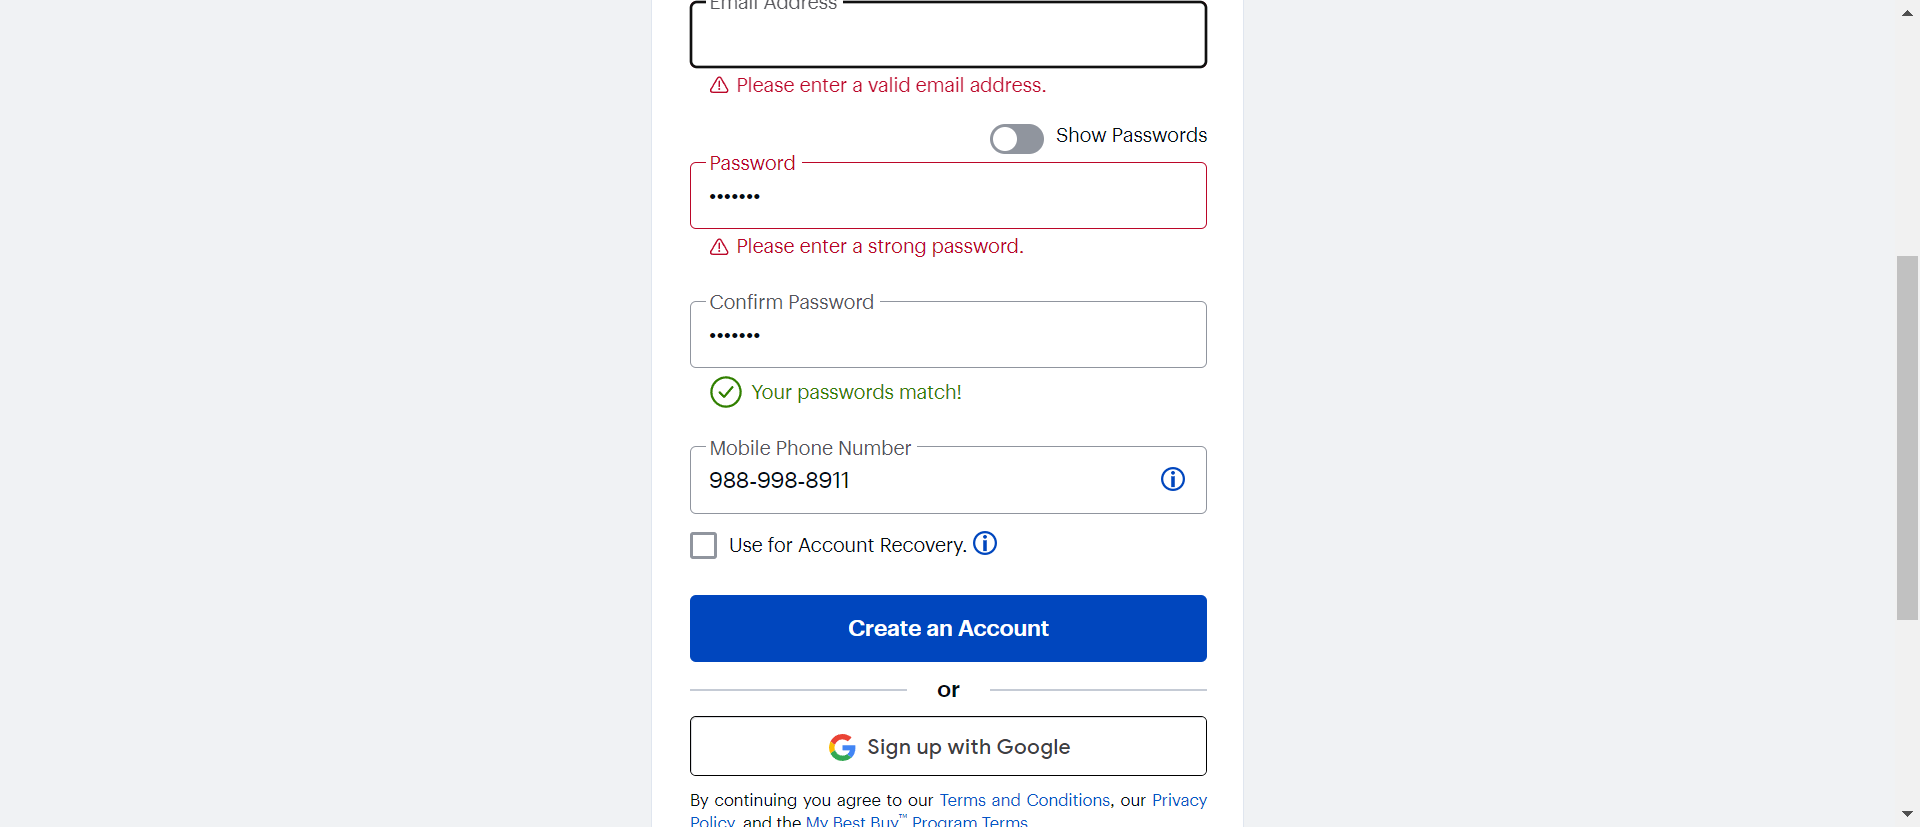 Email Address
Please enter a valid email address.
Show Passwords
Password
•••••••
Please enter a strong password.
Confirm Password
•••••••
Your passwords match!
Mobile Phone Number
988-998-8911
Use for Account Recovery.
Create an Account
or
Sign up with Google
By continuing you agree to our Terms and Conditions, our Privacy
Policy, and the My Best Buy™ Program Terms.